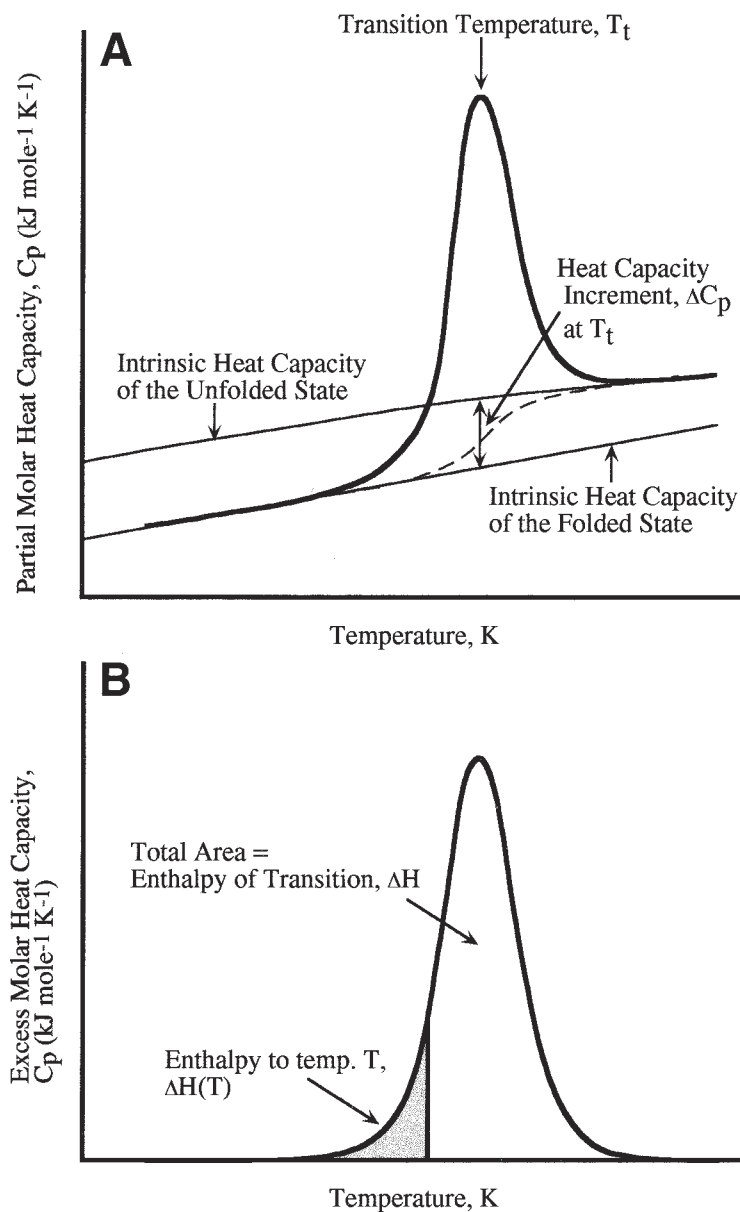 A
Transition Temperature, Tt
Partial Molar Heat Capacity, Cp (kJ mole-1 K-1)
Heat Capacity
Increment, ΔCp
at Tt
Intrinsic Heat Capacity
of the Unfolded State
Intrinsic Heat Capacity
of the Folded State
Temperature, K
B
Excess Molar Heat Capacity,
Cp (kJ mole-1 K-1)
Total Area =
Enthalpy of Transition, ΔH
Enthalpy to temp. T,
ΔH(T)
Temperature, K